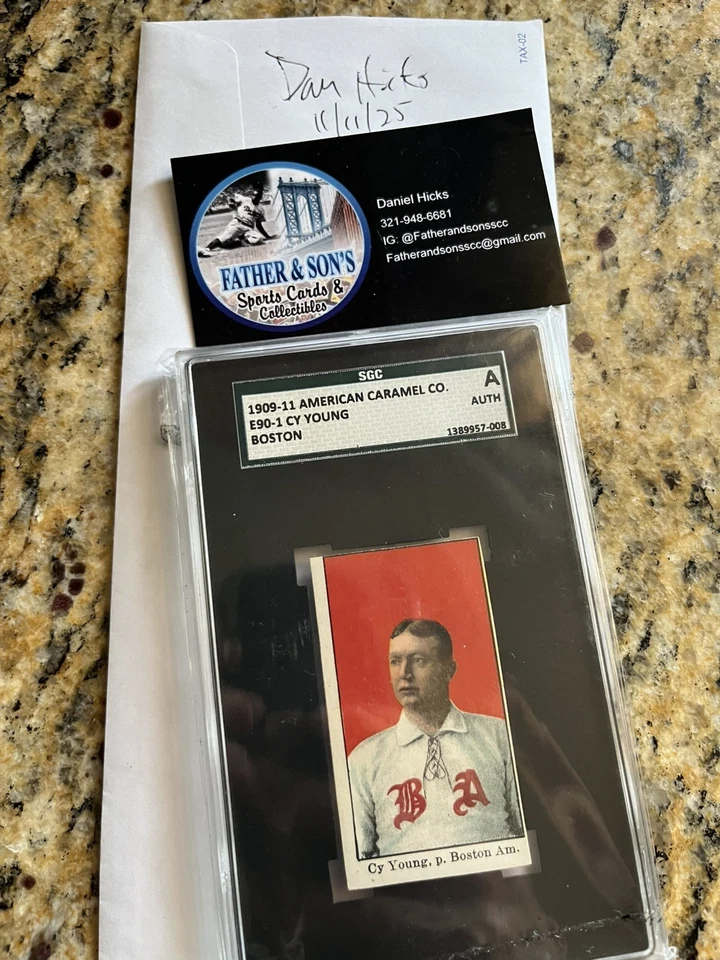 TAX-02
Dan Hicks
11/11/25
Daniel Hicks
321-948-6681
IG: @Fatherandsonsscc
Fatherandsonsscc@gmail.com
FATHER & SON'S
Sports Cards &
Collectibles
SGC
1909-11 AMERICAN CARAMEL CO.
E90-1 CY YOUNG
BOSTON
A
AUTH
1389957-008
B A
Cy Young, p. Boston Am.